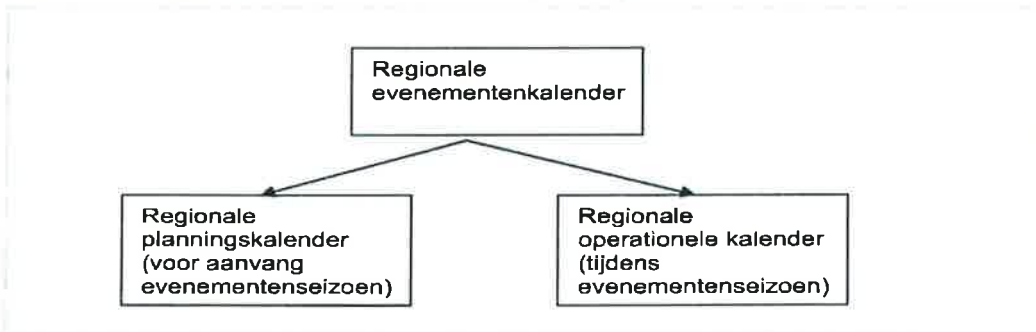 Regionale
evenementenkalender
Regionale
planningskalender
(voor aanvang
evenementenseizoen)
Regionale
operationele kalender
(tijdens
evenementenseizoen)